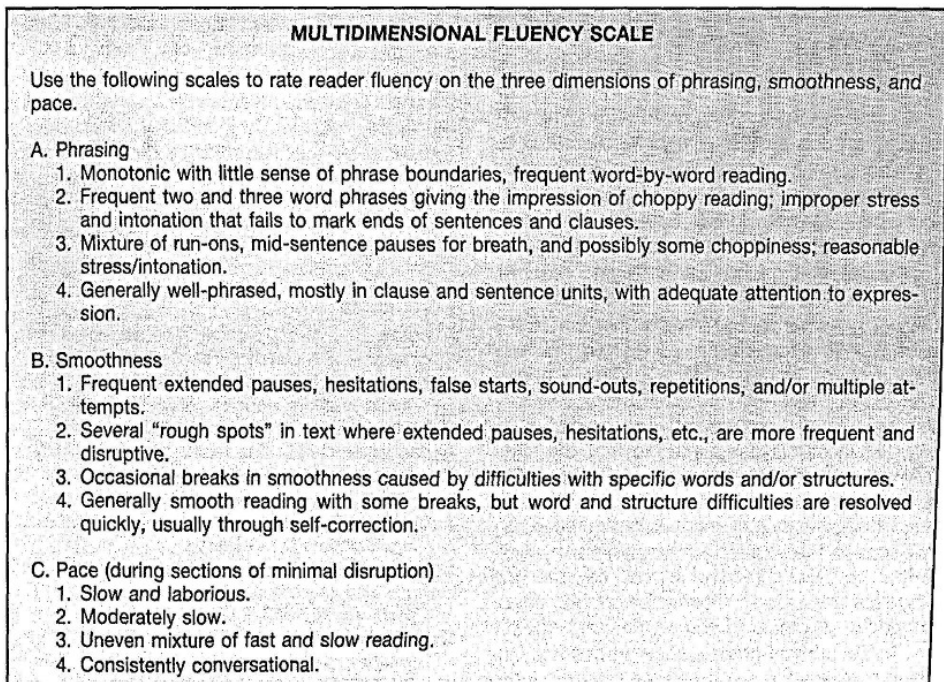 MULTIDIMENSIONAL FLUENCY SCALE
Use the following scales to rate reader fluency on the three dimensions of phrasing, smoothness, and
pace.
A. Phrasing
1. Monotonic with little sense of phrase boundaries, frequent word-by-word reading.
2. Frequent two and three word phrases giving the impression of choppy reading; improper stress
and intonation that fails to mark ends of sentences and clauses.
3. Mixture of run-ons, mid-sentence pauses for breath, and possibly some choppiness; reasonable
stress/intonation.
4. Generally well-phrased, mostly in clause and sentence units, with adequate attention to expres-
sion.
B. Smoothness
1. Frequent extended pauses, hesitations, false starts, sound-outs, repetitions, and/or multiple at-
tempts.
2. Several "rough spots" in text where extended pauses, hesitations, etc., are more frequent and
disruptive.
3. Occasional breaks in smoothness caused by difficulties with specific words and/or structures.
4. Generally smooth reading with some breaks, but word and structure difficulties are resolved
quickly, usually through self-correction.
C. Pace (during sections of minimal disruption)
1. Slow and laborious.
2. Moderately slow.
3. Uneven mixture of fast and slow reading.
4. Consistently conversational.